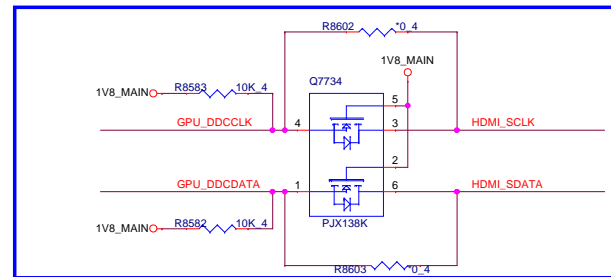 R8602 *0_4
1V8_MAIN
Q7734
1V8_MAIN R8583 10K_4
5
GPU_DDCCLK 4 3 HDMI_SCLK
2
GPU_DDCDATA 1 6 HDMI_SDATA
1V8_MAIN R8582 10K_4 PJX138K
R8603 *0_4